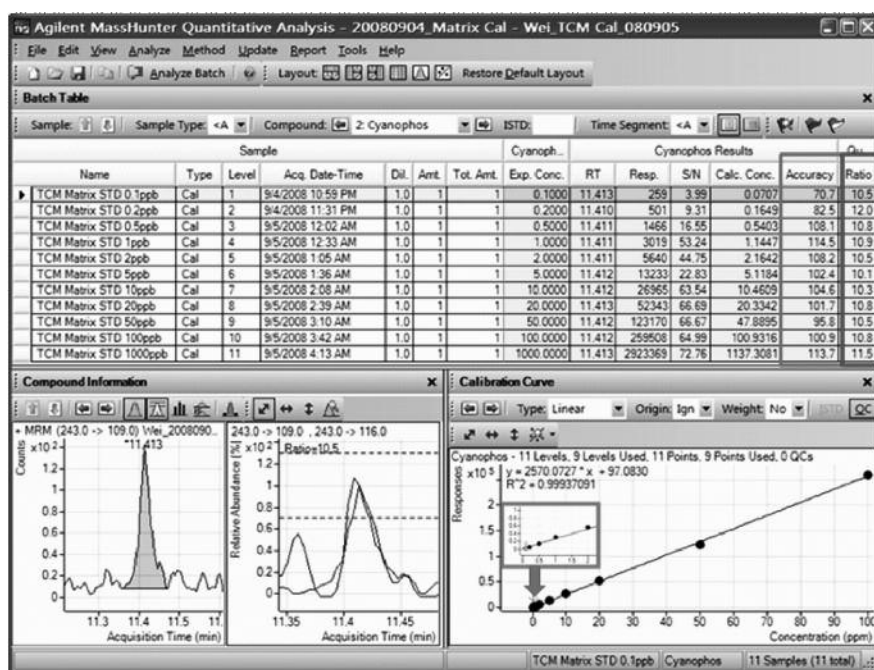 Agilent MassHunter Quantitative Analysis - 20080904_Matrix Cal - Wei_TCM Cal_080905
File Edit View Analyze Method Update Report Tools Help
Analyze Batch Layout: Restore Default Layout
Batch Table
Sample: Sample Type: <A Compound: 2: Cyanophos ISTD: Time Segment: <A
Sample Cyanoph... Cyanophos Results Qu...
Name Type Level Acq. Date-Time Dil. Amt. Tot. Amt. Exp. Conc. RT Resp. S/N Calc. Conc. Accuracy Ratio
TCM Matrix STD 0.1ppb Cal 1 9/4/2008 10:59 PM 1.0 1 1 0.1000 11.413 259 3.99 0.0707 70.7 10.5
TCM Matrix STD 0.2ppb Cal 2 9/4/2008 11:31 PM 1.0 1 1 0.2000 11.410 501 9.31 0.1649 82.5 12.0
TCM Matrix STD 0.5ppb Cal 3 9/5/2008 12:02 AM 1.0 1 1 0.5000 11.411 1466 16.55 0.5403 108.1 10.8
TCM Matrix STD 1ppb Cal 4 9/5/2008 12:33 AM 1.0 1 1 1.0000 11.411 3019 53.24 1.1447 114.5 10.9
TCM Matrix STD 2ppb Cal 5 9/5/2008 1:05 AM 1.0 1 1 2.0000 11.411 5640 44.75 2.1642 108.2 10.5
TCM Matrix STD 5ppb Cal 6 9/5/2008 1:36 AM 1.0 1 1 5.0000 11.412 13233 22.83 5.1184 102.4 10.1
TCM Matrix STD 10ppb Cal 7 9/5/2008 2:08 AM 1.0 1 1 10.0000 11.412 26965 63.54 10.4609 104.6 10.3
TCM Matrix STD 20ppb Cal 8 9/5/2008 2:39 AM 1.0 1 1 20.0000 11.413 52343 66.69 20.3342 101.7 10.8
TCM Matrix STD 50ppb Cal 9 9/5/2008 3:10 AM 1.0 1 1 50.0000 11.412 123170 66.67 47.8895 95.8 10.5
TCM Matrix STD 100ppb Cal 10 9/5/2008 3:42 AM 1.0 1 1 100.0000 11.412 259508 64.99 100.9316 100.9 10.8
TCM Matrix STD 1000ppb Cal 11 9/5/2008 4:13 AM 1.0 1 1 1000.0000 11.413 2923369 72.76 1137.3081 113.7 11.5
Compound Information
+ MRM (243.0 -> 109.0) Wei_2008090...
Counts
x10 2
*11.413
1.2
1
0.8
0.6
0.4
0.2
0
11.3 11.4 11.5 11.
Acquisition Time (min)
243.0 -> 109.0 , 243.0 -> 116.0
Relative Abundance (%)
x10 2
Ratio=10.5
1.2
1
0.8
0.6
0.4
0.2
0
11.35 11.4 11.45
Acquisition Time (min)
Calibration Curve
Type: Linear Origin: Ign Weight: No ISTD QC
Cyanophos - 11 Levels, 9 Levels Used, 11 Points, 9 Points Used, 0 QCs
Responses
x10 5
y = 2570.0727 * x + 97.0830
R^2 = 0.99937091
2
1.5
1
0.5
0
0 10 20 30 40 50 60 70 80 90 100
Concentration (ppm)
TCM Matrix STD 0.1ppb Cyanophos 11 Samples (11 total)